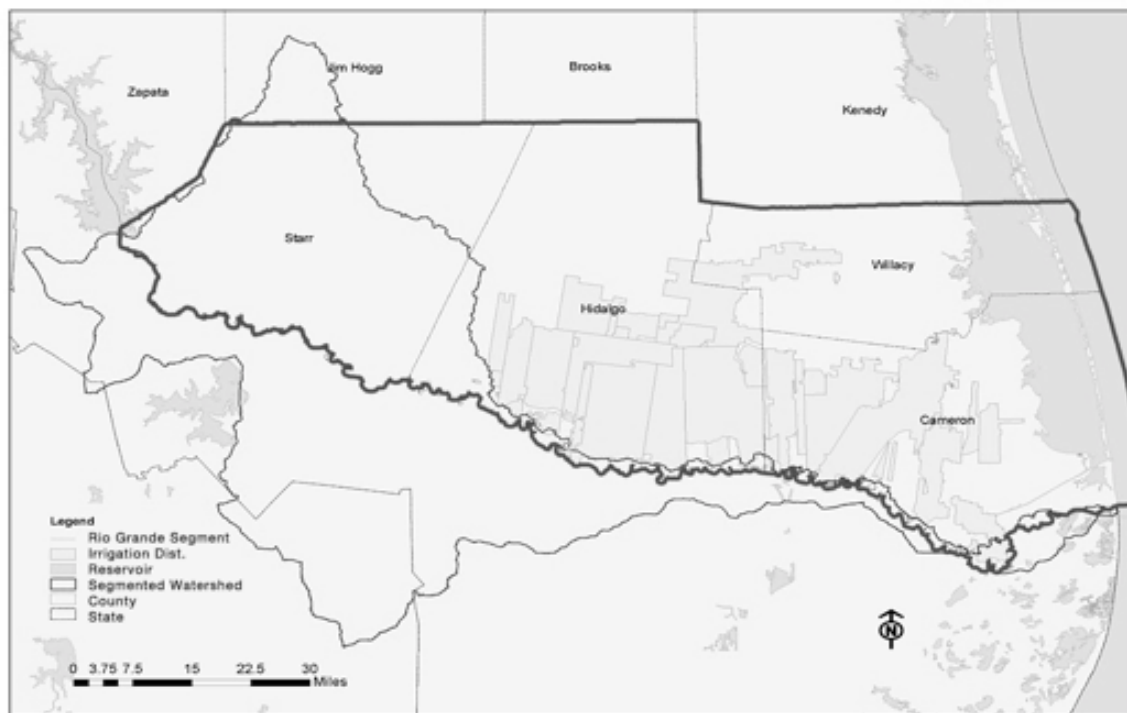 Jim Hogg
Brooks
Zapata
Kenedy
Starr
Willacy
Hidalgo
Cameron
Legend
Rio Grande Segment
Irrigation Dist.
Reservoir
Segmented Watershed
County
State
N
0 3.75 7.5 15 22.5 30
Miles